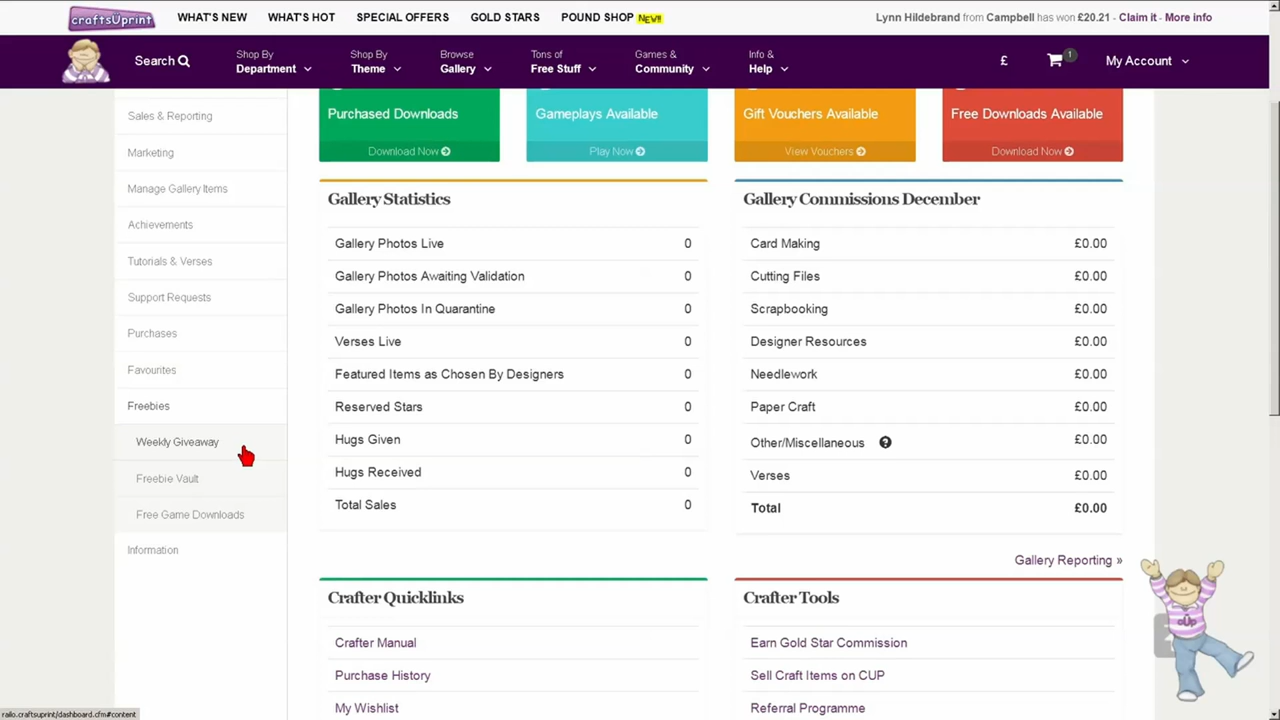 craftsUprint
WHAT'S NEW WHAT'S HOT SPECIAL OFFERS GOLD STARS POUND SHOP NEW!!
Lynn Hildebrand from Campbell has won £20.21 - Claim it - More info
Search
Shop By Department
Shop By Theme
Browse Gallery
Tons of Free Stuff
Games & Community
Info & Help
£
1
My Account
Sales & Reporting
Marketing
Manage Gallery Items
Achievements
Tutorials & Verses
Support Requests
Purchases
Favourites
Freebies
Weekly Giveaway
Freebie Vault
Free Game Downloads
Information
Purchased Downloads
Download Now
Gameplays Available
Play Now
Gift Vouchers Available
View Vouchers
Free Downloads Available
Download Now
Gallery Statistics
Gallery Photos Live 0
Gallery Photos Awaiting Validation 0
Gallery Photos In Quarantine 0
Verses Live 0
Featured Items as Chosen By Designers 0
Reserved Stars 0
Hugs Given 0
Hugs Received 0
Total Sales 0
Gallery Commissions December
Card Making £0.00
Cutting Files £0.00
Scrapbooking £0.00
Designer Resources £0.00
Needlework £0.00
Paper Craft £0.00
Other/Miscellaneous ? £0.00
Verses £0.00
Total £0.00
Gallery Reporting »
Crafter Quicklinks
Crafter Manual
Purchase History
My Wishlist
Crafter Tools
Earn Gold Star Commission
Sell Craft Items on CUP
Referral Programme
cUp
railo.craftsuprint/dashboard.cfm#content